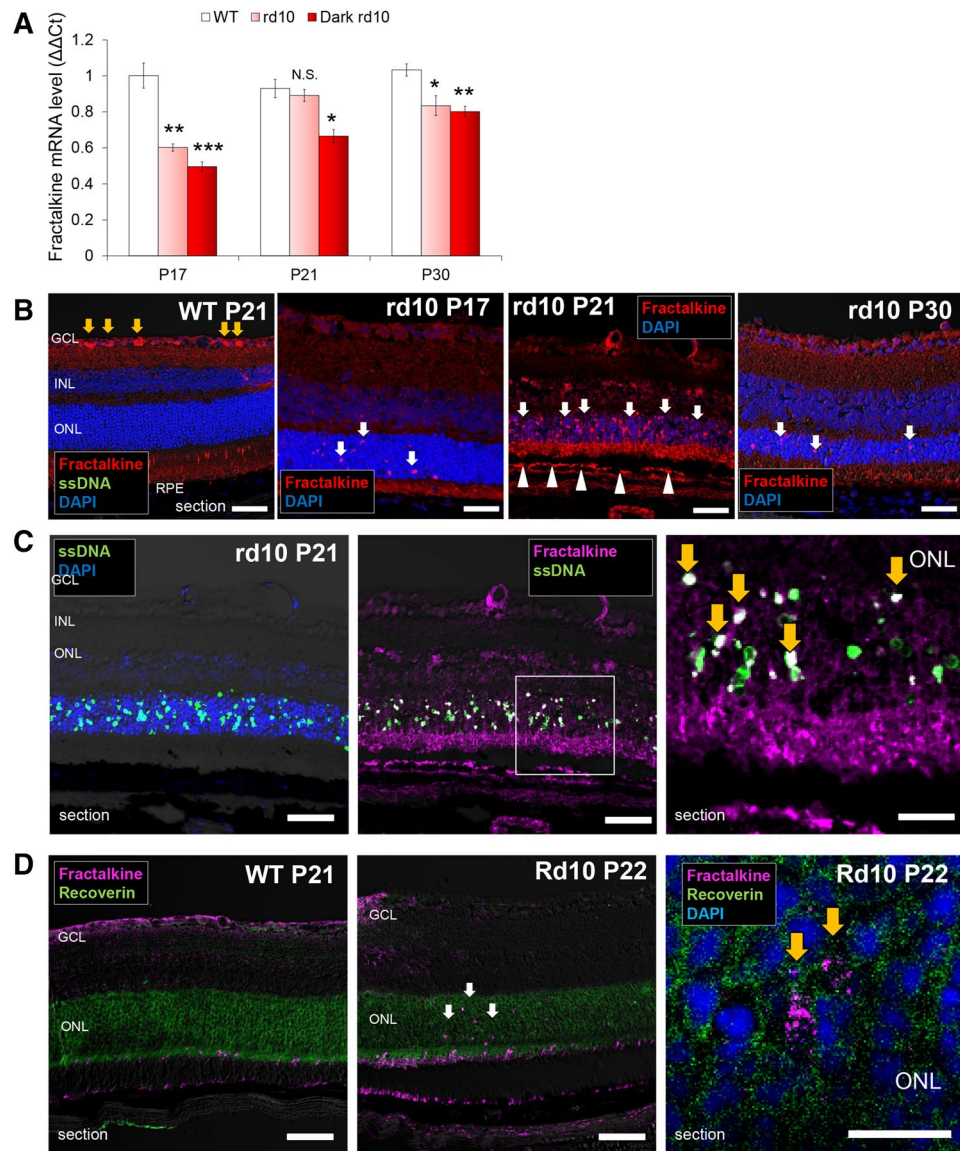 A
WT rd10 Dark rd10
Fractalkine mRNA level (ΔΔCt)
1.2
1
0.8
0.6
0.4
0.2
0
** ***
N.S.
*
* **
P17 P21 P30
B
WT P21
GCL
INL
ONL
RPE
Fractalkine
ssDNA
DAPI
section
rd10 P17
Fractalkine
DAPI
rd10 P21
Fractalkine
DAPI
rd10 P30
Fractalkine
DAPI
C
ssDNA
DAPI
rd10 P21
GCL
INL
ONL
section
Fractalkine
ssDNA
ONL
section
D
Fractalkine
Recoverin
WT P21
GCL
ONL
section
Rd10 P22
GCL
ONL
Fractalkine
Recoverin
DAPI
Rd10 P22
ONL
section